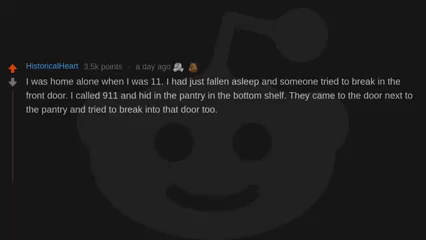 HistoricalHeart 3.5k points · a day ago
I was home alone when I was 11. I had just fallen asleep and someone tried to break in the
front door. I called 911 and hid in the pantry in the bottom shelf. They came to the door next to
the pantry and tried to break into that door too.